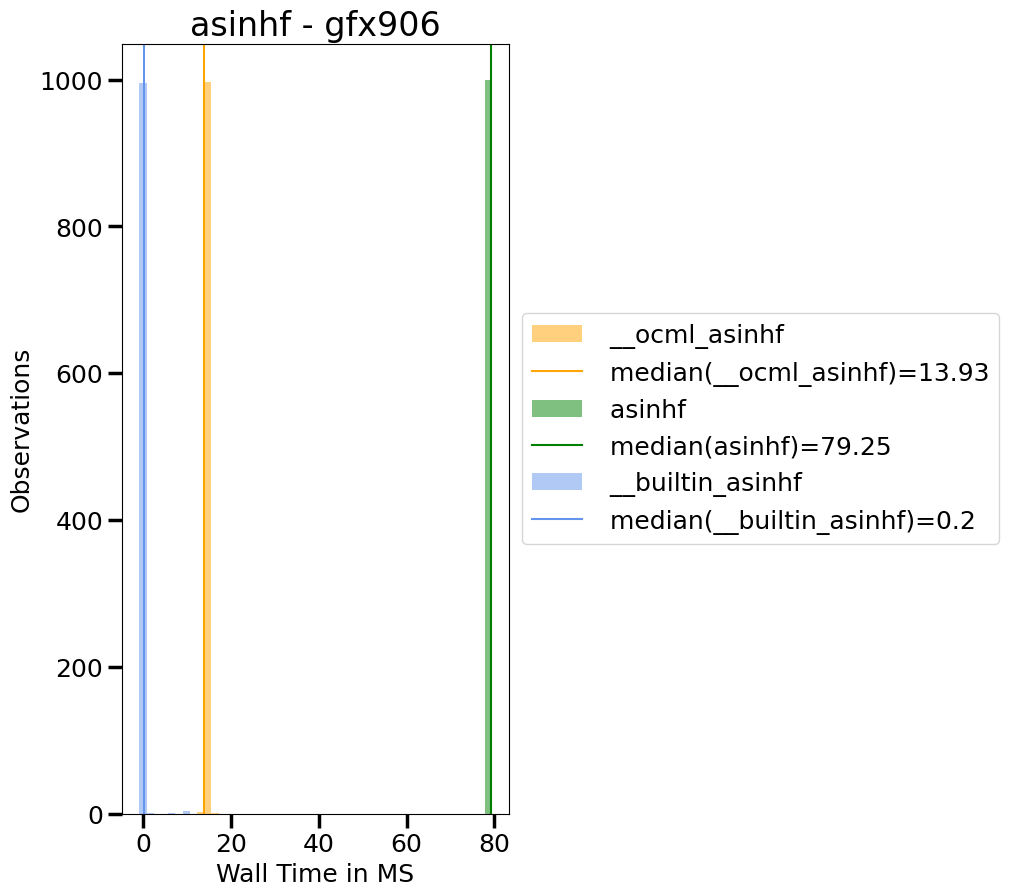 asinhf - gfx906
1000
800
600
400
200
0
Observations
0 20 40 60 80
Wall Time in MS
__ocml_asinhf
median(__ocml_asinhf)=13.93
asinhf
median(asinhf)=79.25
__builtin_asinhf
median(__builtin_asinhf)=0.2